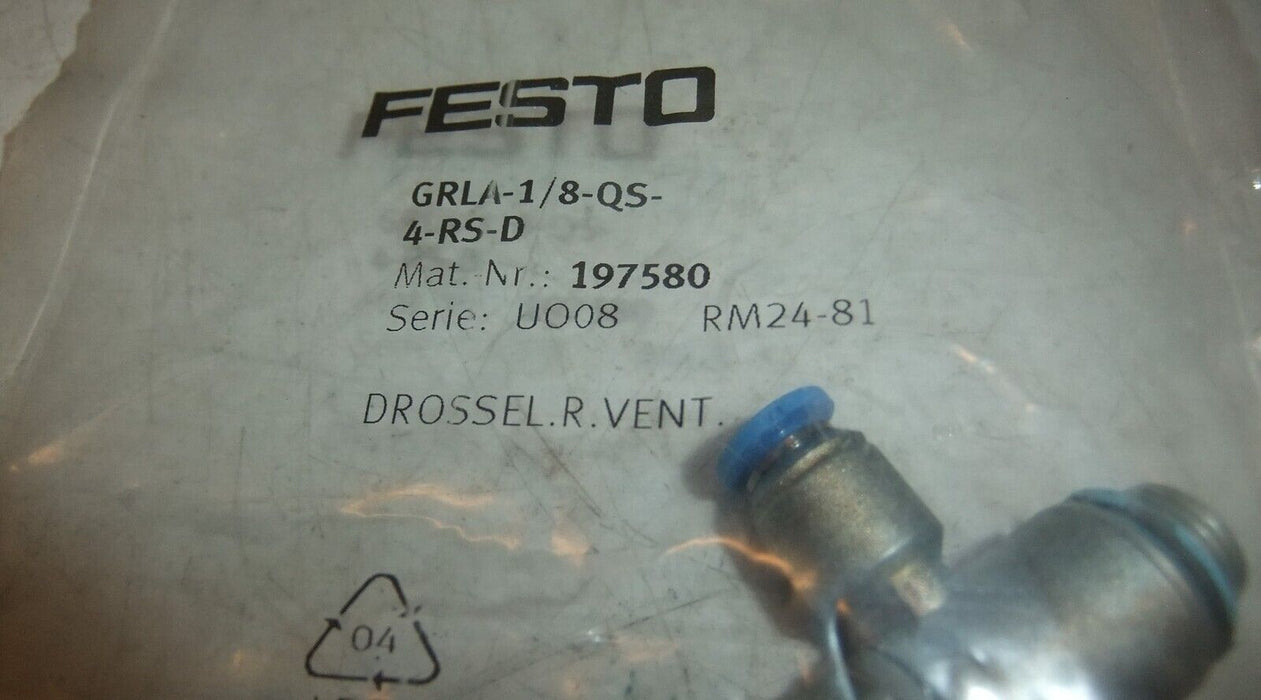 FESTO
GRLA-1/8-QS-
4-RS-D
Mat.-Nr.: 197580
Serie: UO08 RM24-81
DROSSEL.R.VENT.
04